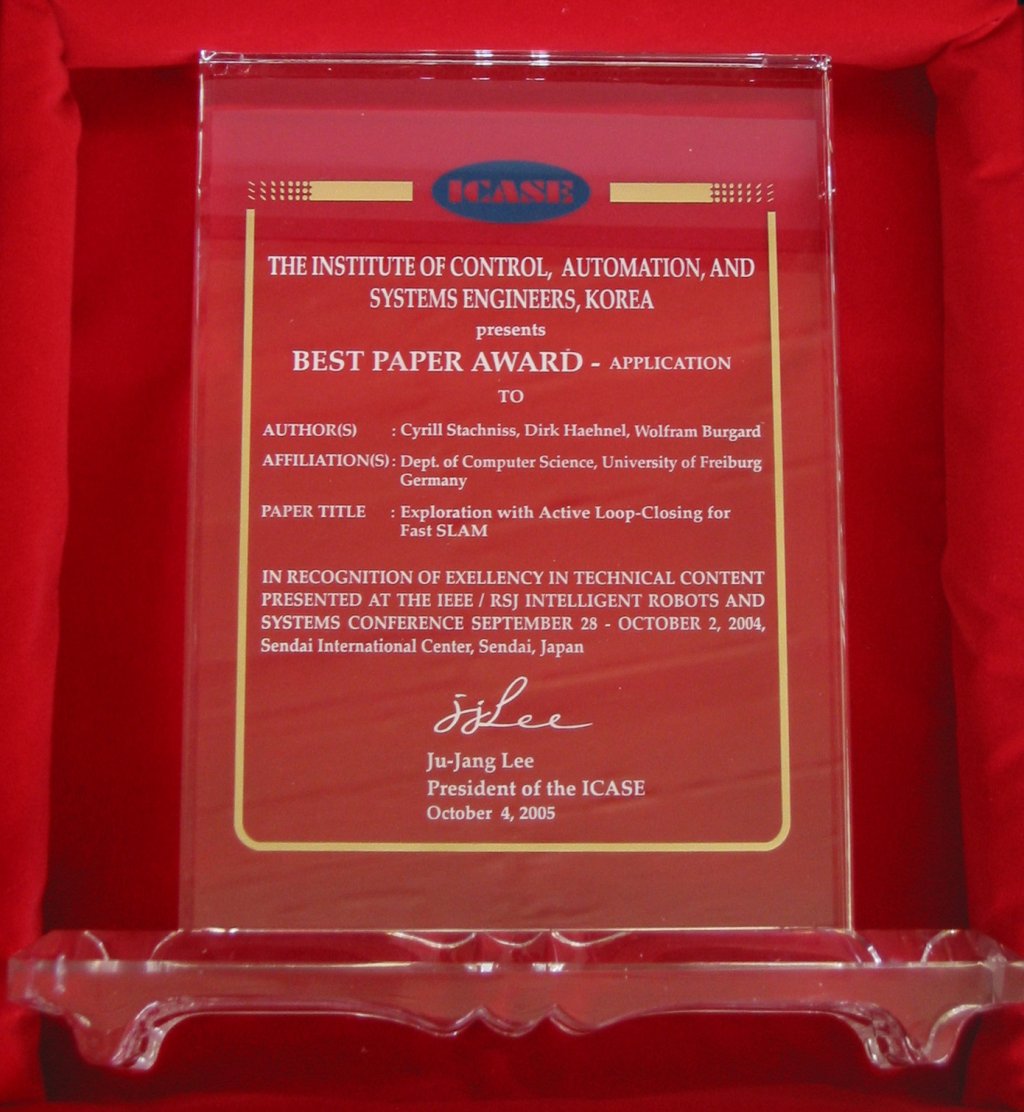 ICASE
THE INSTITUTE OF CONTROL, AUTOMATION, AND
SYSTEMS ENGINEERS, KOREA
presents
BEST PAPER AWARD - APPLICATION
TO
AUTHOR(S) : Cyrill Stachniss, Dirk Haehnel, Wolfram Burgard
AFFILIATION(S) : Dept. of Computer Science, University of Freiburg
Germany
PAPER TITLE : Exploration with Active Loop-Closing for
Fast SLAM
IN RECOGNITION OF EXELLENCY IN TECHNICAL CONTENT
PRESENTED AT THE IEEE / RSJ INTELLIGENT ROBOTS AND
SYSTEMS CONFERENCE SEPTEMBER 28 - OCTOBER 2, 2004,
Sendai International Center, Sendai, Japan
jjLee
Ju-Jang Lee
President of the ICASE
October 4, 2005